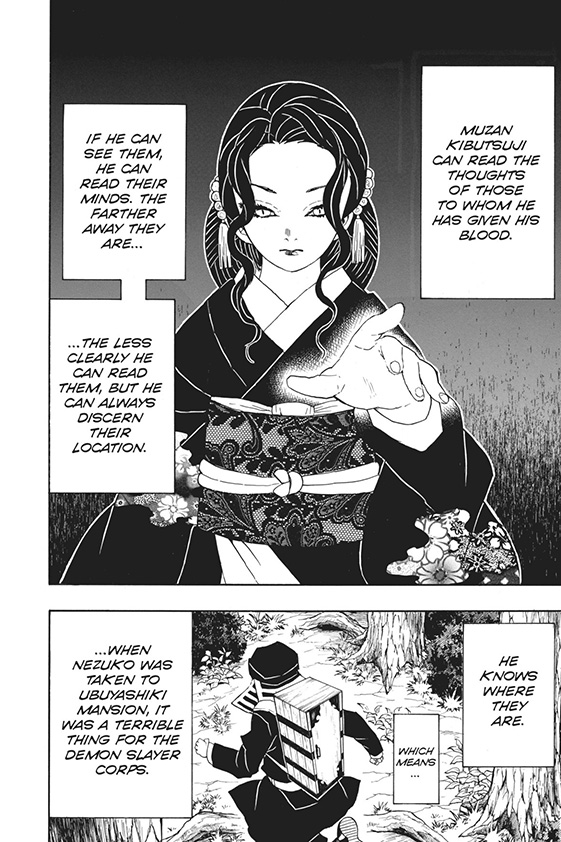 MUZAN
KIBUTSUJI
CAN READ THE
THOUGHTS
OF THOSE
TO WHOM HE
HAS GIVEN HIS
BLOOD.
IF HE CAN
SEE THEM,
HE CAN
READ THEIR
MINDS. THE
FARTHER
AWAY THEY
ARE...
...THE LESS
CLEARLY HE
CAN READ
THEM, BUT HE
CAN ALWAYS
DISCERN
THEIR
LOCATION.
HE
KNOWS
WHERE
THEY
ARE.
WHICH
MEANS
...
...WHEN
NEZUKO WAS
TAKEN TO
UBUYASHIKI
MANSION, IT
WAS A TERRIBLE
THING FOR THE
DEMON SLAYER
CORPS.